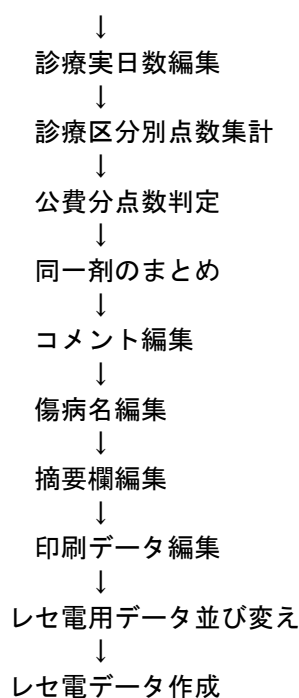 ↓
診療実日数編集
↓
診療区分別点数集計
↓
公費分点数判定
↓
同一剤のまとめ
↓
コメント編集
↓
傷病名編集
↓
摘要欄編集
↓
印刷データ編集
↓
レセ電用データ並び変え
↓
レセ電データ作成